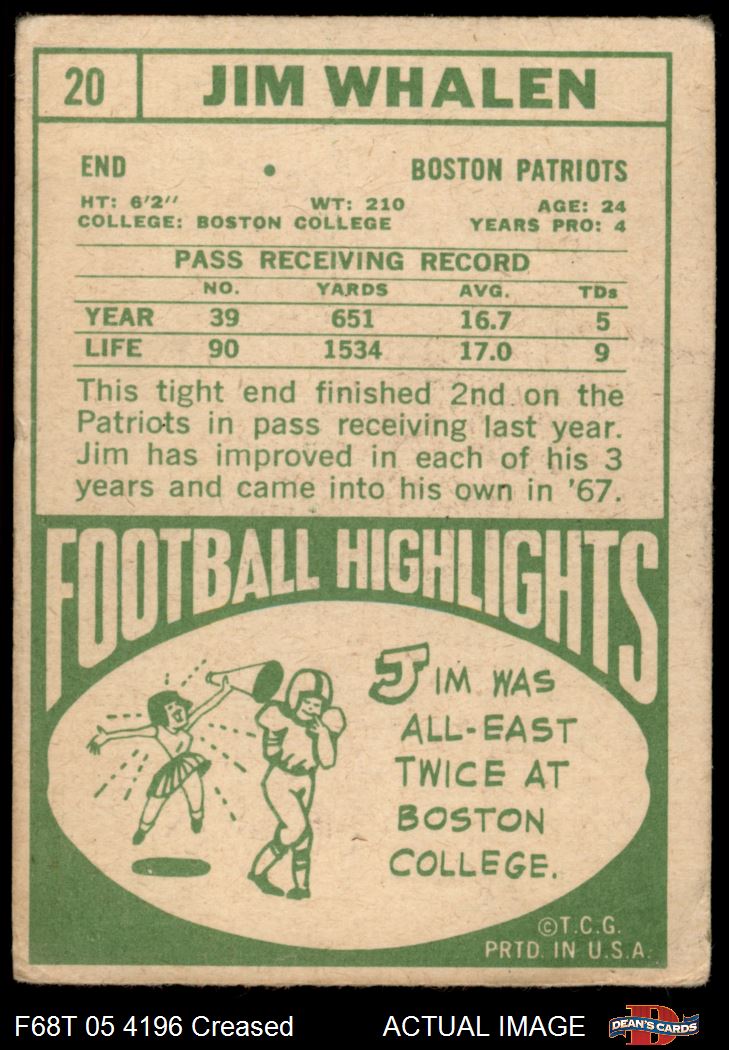 20 JIM WHALEN
END • BOSTON PATRIOTS
HT: 6'2" WT: 210 AGE: 24
COLLEGE: BOSTON COLLEGE YEARS PRO: 4
PASS RECEIVING RECORD
NO. YARDS AVG. TDs
YEAR 39 651 16.7 5
LIFE 90 1534 17.0 9
This tight end finished 2nd on the
Patriots in pass receiving last year.
Jim has improved in each of his 3
years and came into his own in '67.
FOOTBALL HIGHLIGHTS
JIM WAS
ALL-EAST
TWICE AT
BOSTON
COLLEGE.
©T.C.G.
PRTD. IN U.S.A.
F68T 05 4196 Creased ACTUAL IMAGE DEAN'S CARDS